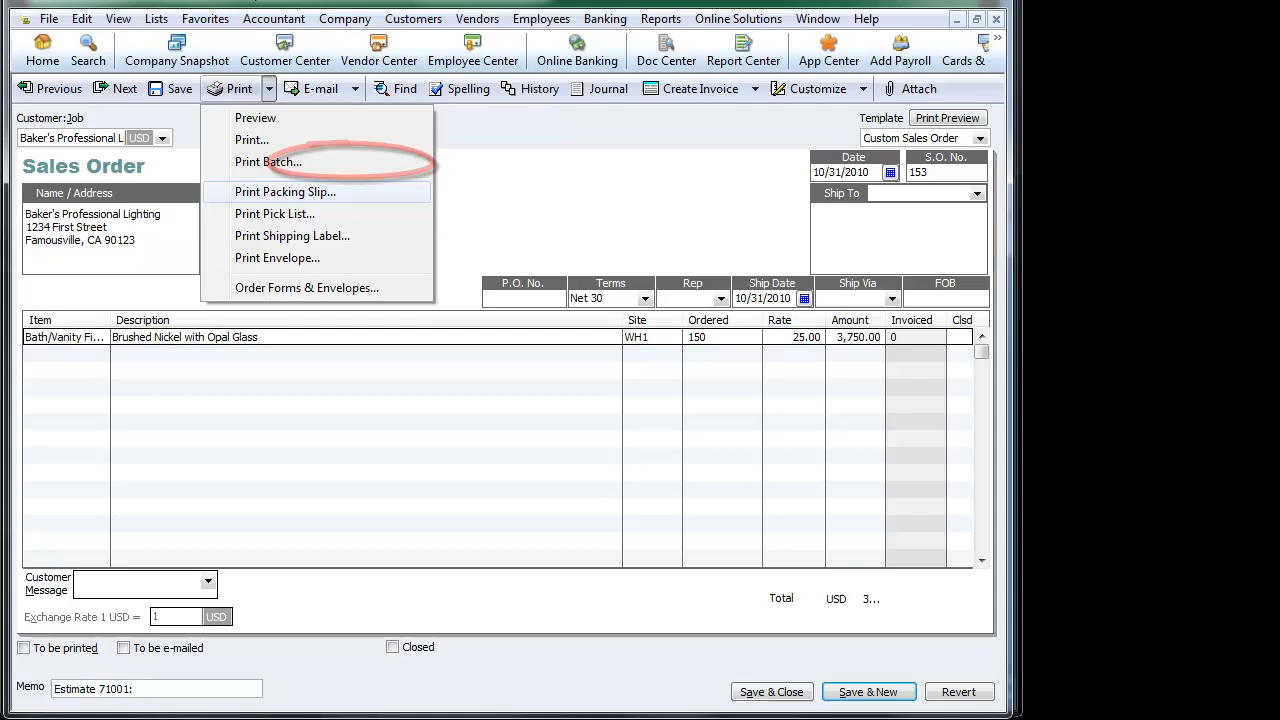 File Edit View Lists Favorites Accountant Company Customers Vendors Employees Banking Reports Online Solutions Window Help
Home Search Company Snapshot Customer Center Vendor Center Employee Center Online Banking Doc Center Report Center App Center Add Payroll Cards &
Previous Next Save Print E-mail Find Spelling History Journal Create Invoice Customize Attach
Customer:Job
Template Print Preview
Baker's Professional L USD
Custom Sales Order
Preview
Print...
Print Batch...
Print Packing Slip...
Print Pick List...
Print Shipping Label...
Print Envelope...
Order Forms & Envelopes...
Sales Order
Date S.O. No.
10/31/2010 153
Name / Address
Ship To
Baker's Professional Lighting
1234 First Street
Famousville, CA 90123
P.O. No. Terms Rep Ship Date Ship Via FOB
Net 30 10/31/2010
Item Description Site Ordered Rate Amount Invoiced Clsd
Bath/Vanity Fi... Brushed Nickel with Opal Glass WH1 150 25.00 3,750.00 0
Customer
Message
Total USD 3...
Exchange Rate 1 USD = 1 USD
To be printed To be e-mailed Closed
Memo Estimate 71001:
Save & Close Save & New Revert